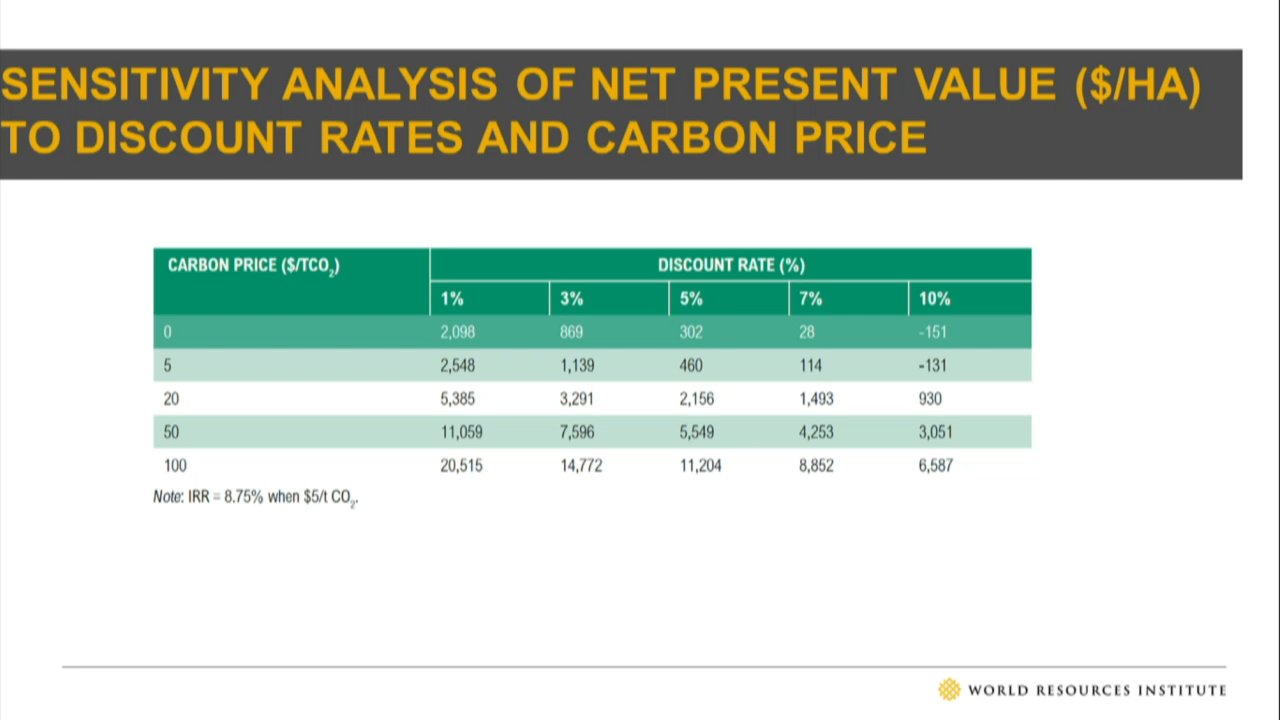 SENSITIVITY ANALYSIS OF NET PRESENT VALUE ($/HA)
TO DISCOUNT RATES AND CARBON PRICE
CARBON PRICE ($/TCO₂) DISCOUNT RATE (%)
1% 3% 5% 7% 10%
0 2,098 869 302 28 -151
5 2,548 1,139 460 114 -131
20 5,385 3,291 2,156 1,493 930
50 11,059 7,596 5,549 4,253 3,051
100 20,515 14,772 11,204 8,852 6,587
Note: IRR = 8.75% when $5/t CO₂.
WORLD RESOURCES INSTITUTE